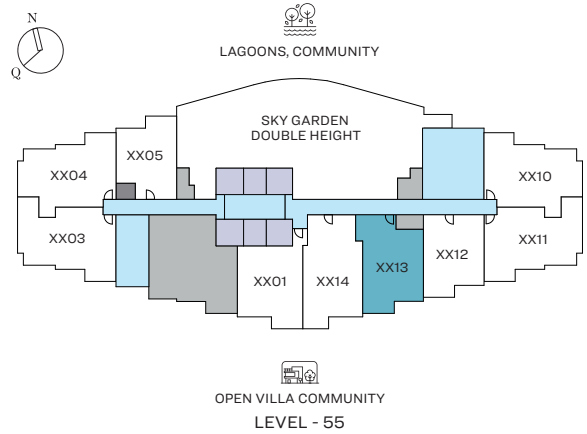 N
Q
LAGOONS, COMMUNITY
SKY GARDEN
DOUBLE HEIGHT
XX05
XX04
XX10
XX03
XX11
XX12
XX13
XX01
XX14
OPEN VILLA COMMUNITY
LEVEL - 55